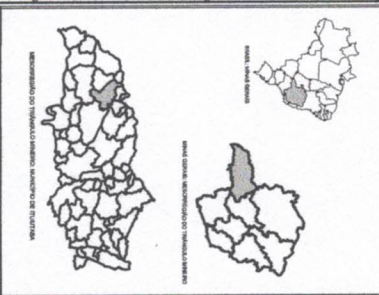 BRASIL, MINAS GERAIS
MINAS GERAIS, MESORREGIÃO DO TRIÂNGULO MINEIRO
MESORREGIÃO DO TRIÂNGULO MINEIRO, MUNICÍPIO DE ITUIUTABA